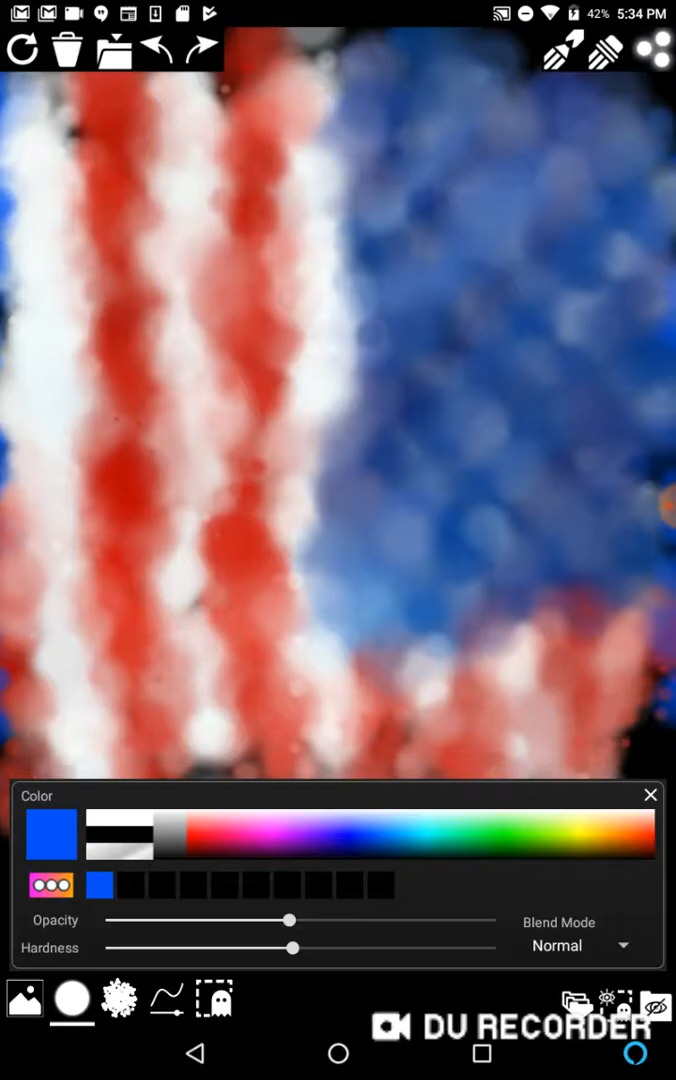 42% 5:34 PM
Color
Opacity
Blend Mode
Hardness
Normal
DU RECORDER